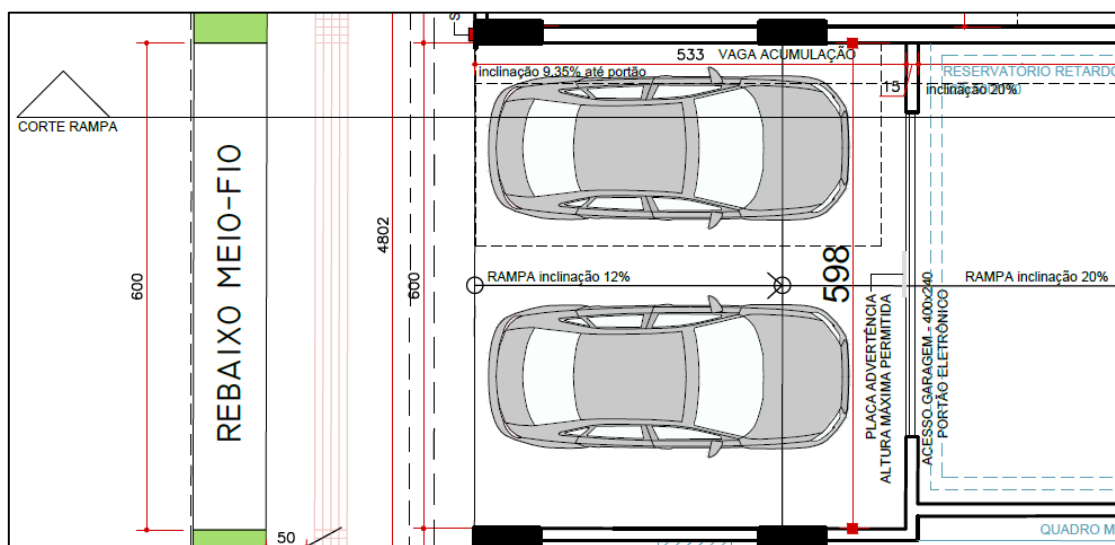 S
533 VAGA ACUMULAÇÃO
inclinação 9,35% até portão
RESERVATÓRIO RETARDO
15
inclinação 20%
CORTE RAMPA
REBAIXO MEIO-FIO
600
4802
600
RAMPA inclinação 12%
598
PLACA ADVERTÊNCIA
ALTURA MÁXIMA PERMITIDA
ACESSO GARAGEM - 400x240
PORTÃO ELETRÔNICO
RAMPA inclinação 20%
50
QUADRO M